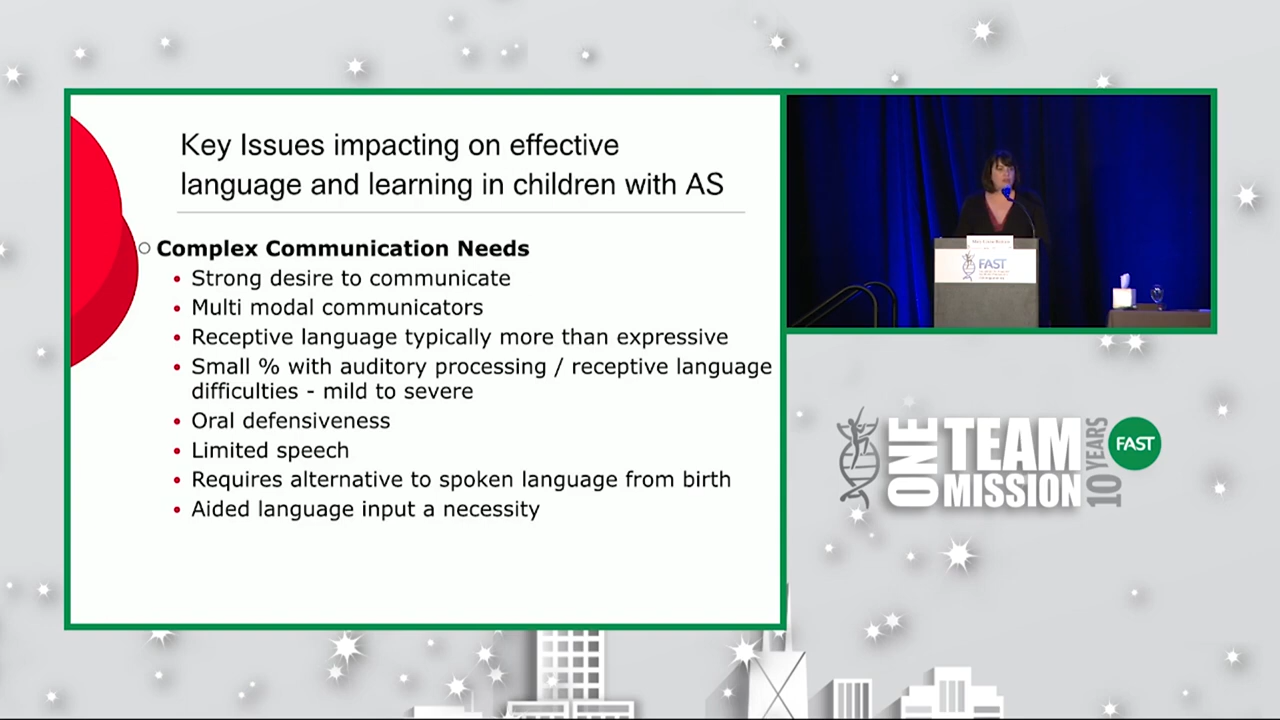 Key Issues impacting on effective
language and learning in children with AS
○ Complex Communication Needs
• Strong desire to communicate
• Multi modal communicators
• Receptive language typically more than expressive
• Small % with auditory processing / receptive language
difficulties - mild to severe
• Oral defensiveness
• Limited speech
• Requires alternative to spoken language from birth
• Aided language input a necessity
FAST
ONE
TEAM
MISSION
10 YEARS
FAST